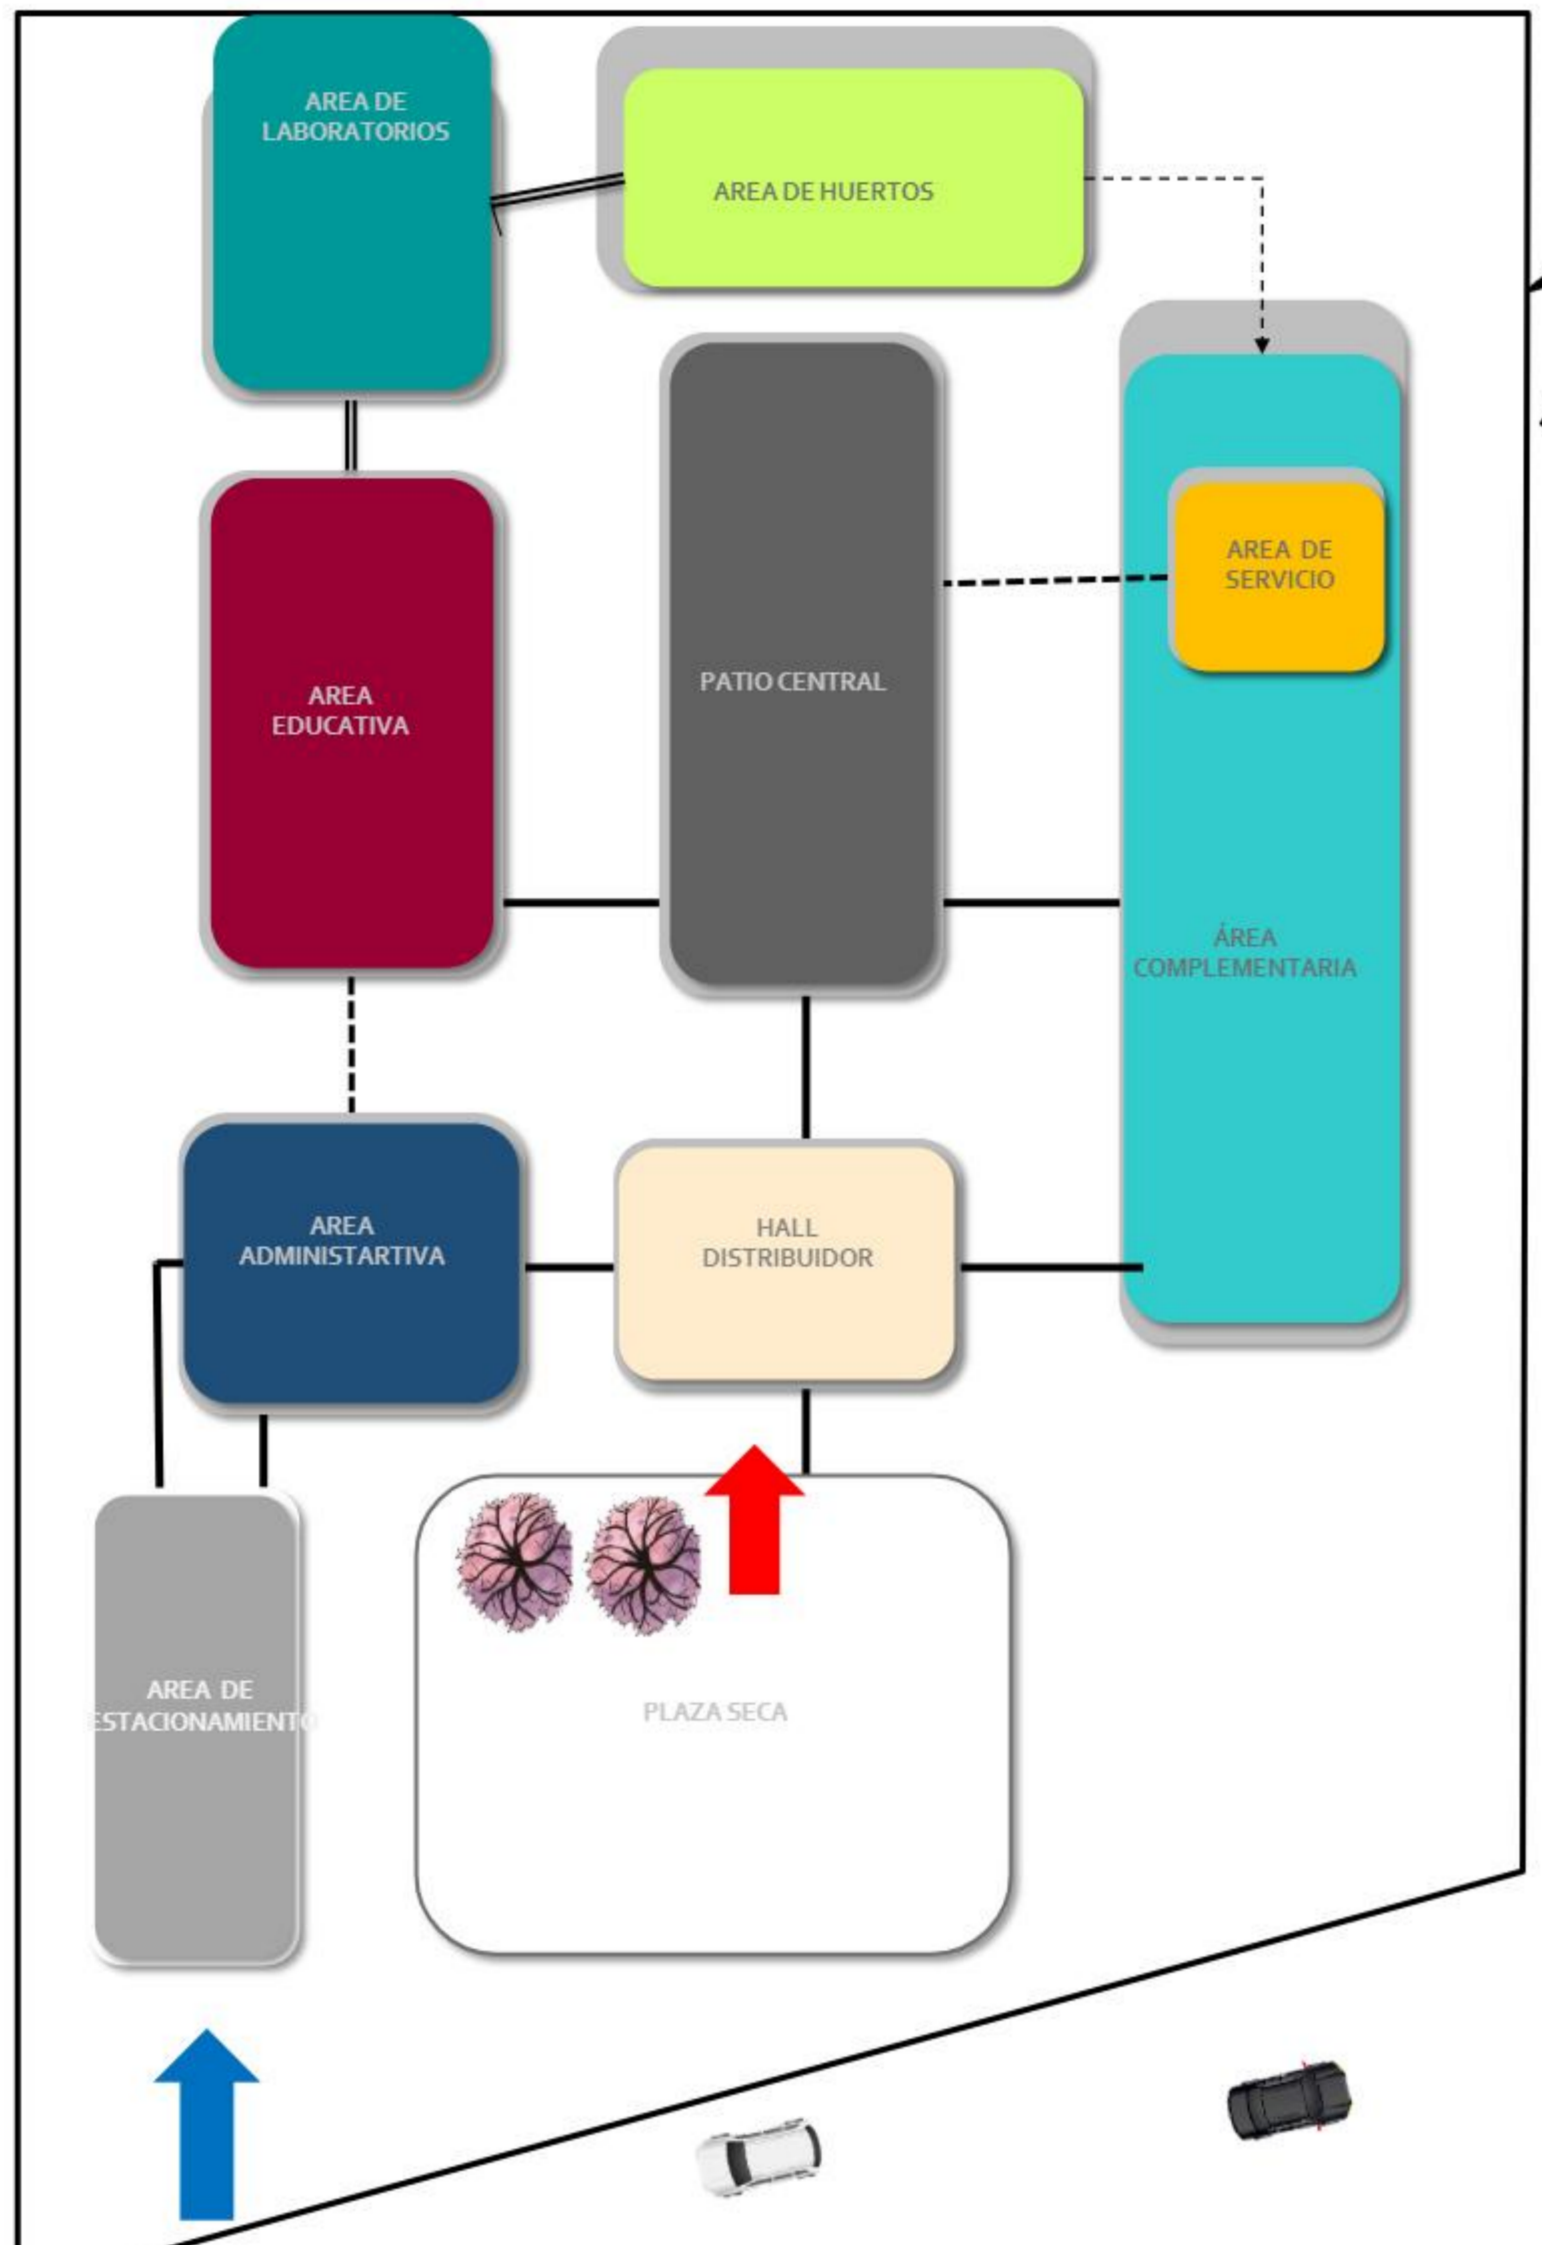 AREA DE
LABORATORIOS
AREA DE HUERTOS
AREA DE
SERVICIO
PATIO CENTRAL
AREA
EDUCATIVA
ÁREA
COMPLEMENTARIA
AREA
ADMINISTARTIVA
HALL
DISTRIBUIDOR
AREA DE
ESTACIONAMIENTO
PLAZA SECA